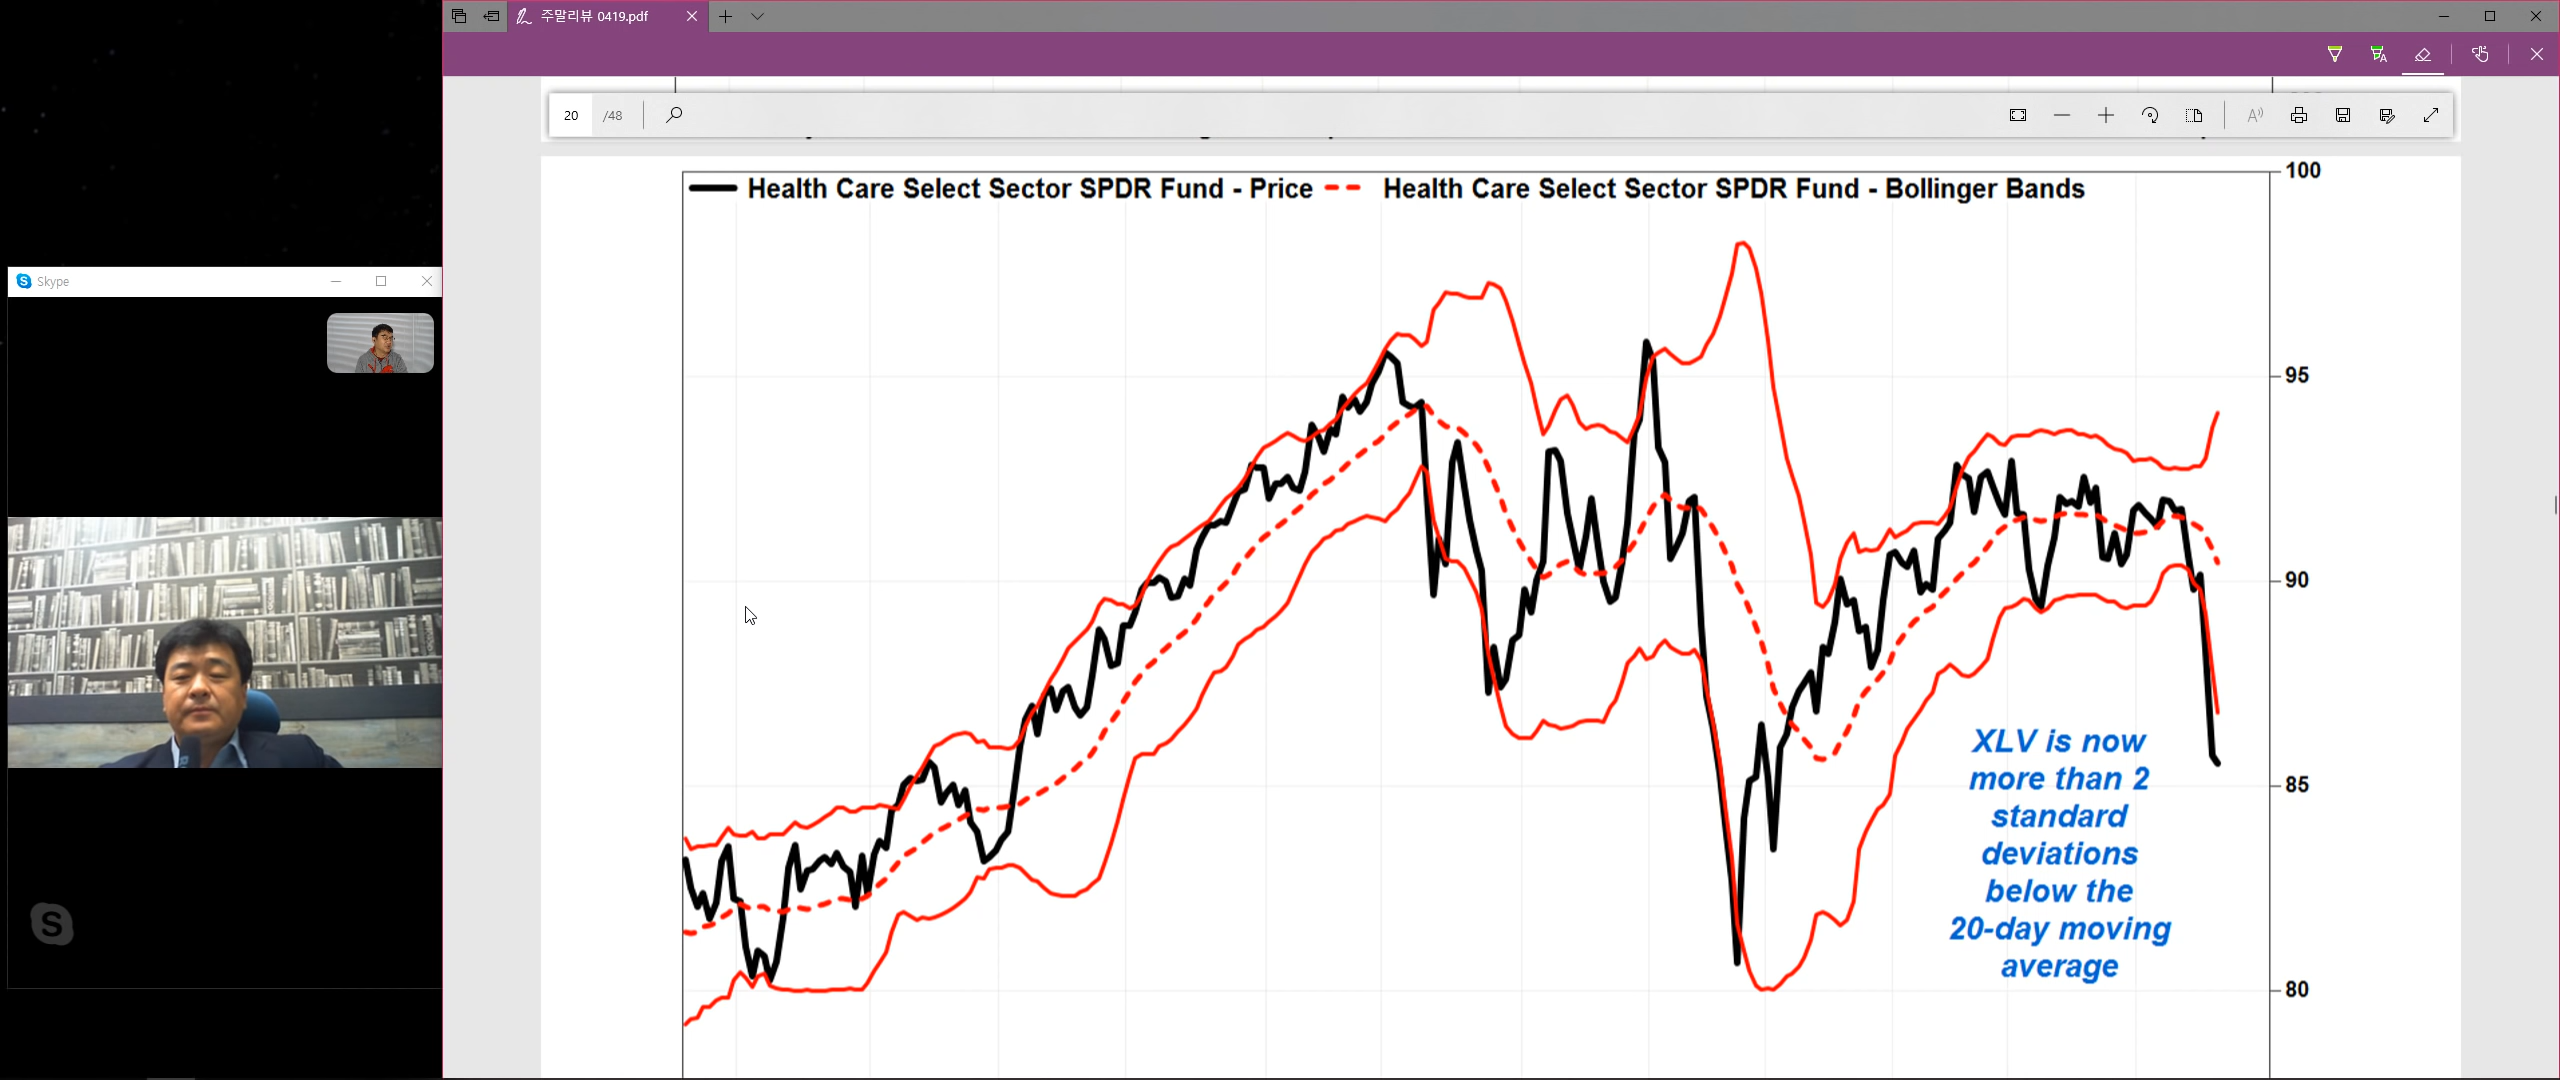 주말리뷰 0419.pdf
20 /48
Skype
Health Care Select Sector SPDR Fund - Price Health Care Select Sector SPDR Fund - Bollinger Bands
100
95
90
85
80
XLV is now
more than 2
standard
deviations
below the
20-day moving
average